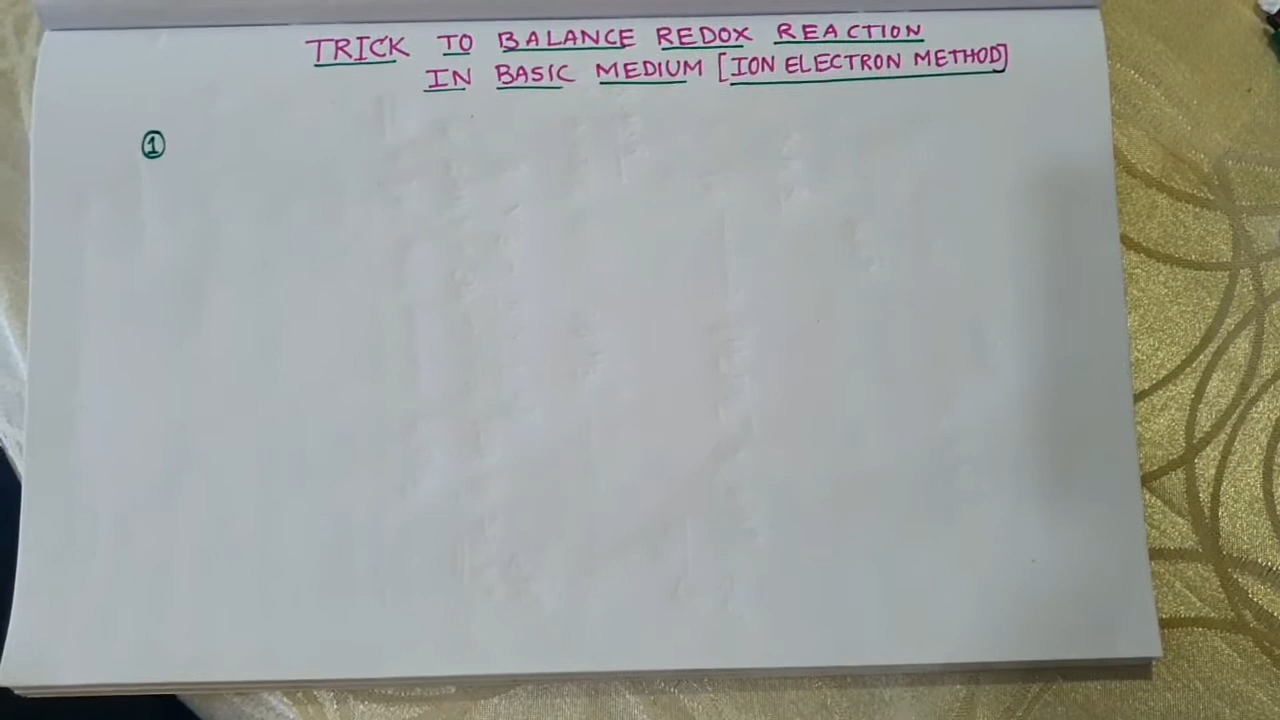 TRICK TO BALANCE REDOX REACTION
IN BASIC MEDIUM [ION ELECTRON METHOD]
①